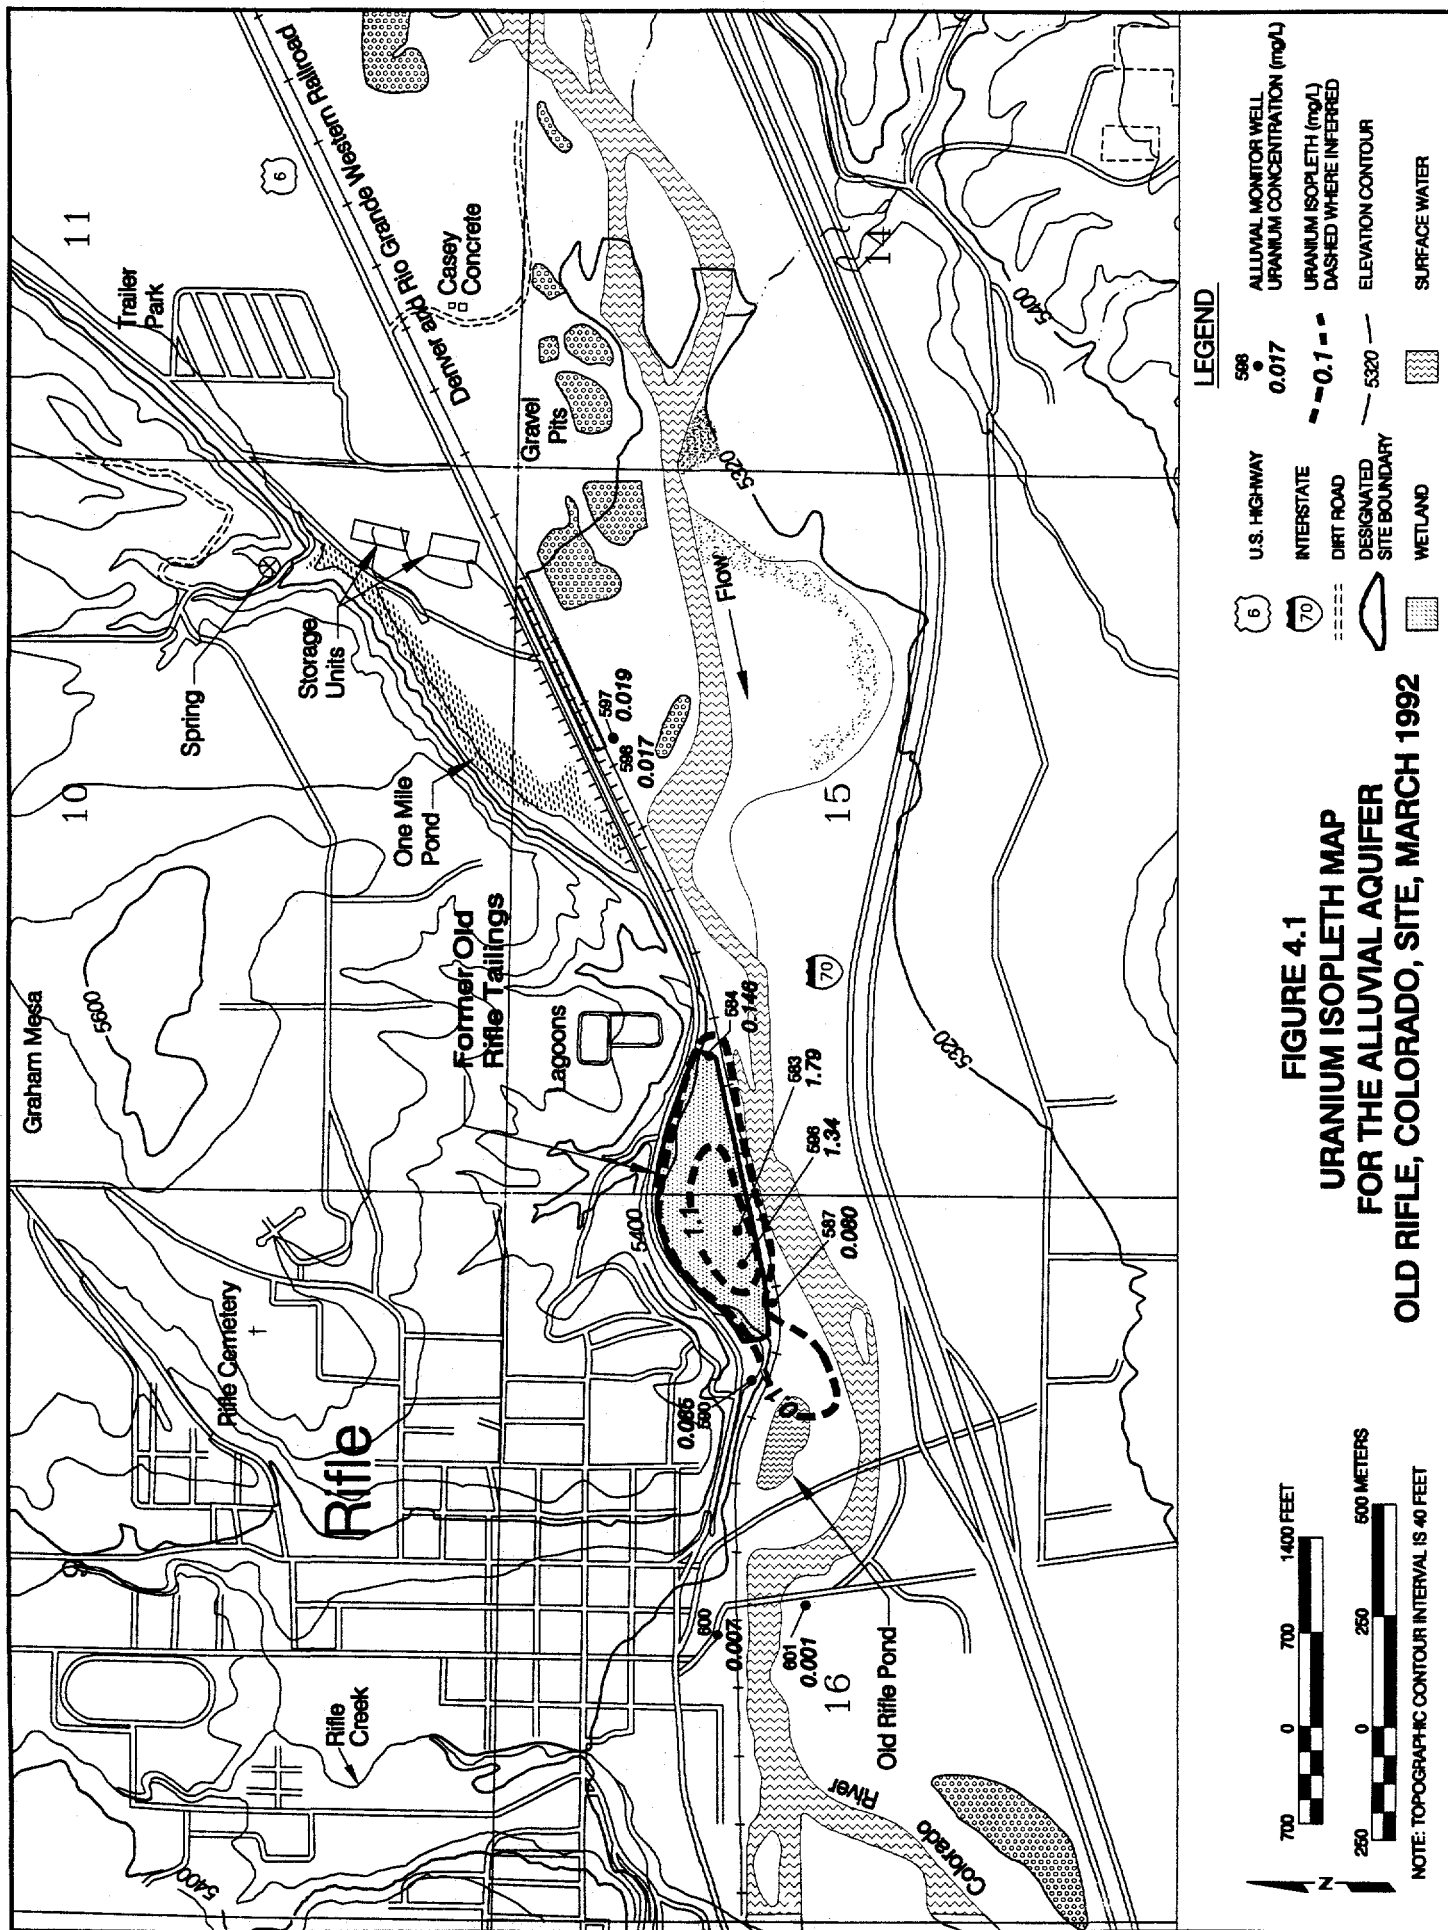 Graham Mesa
5600
10
11
9
Trailer
Park
6
Denver and Rio Grande Western Railroad
Casey
Concrete
Spring
Storage
Units
One Mile
Pond
Gravel
Pits
Rifle Cemetery
Rifle
Rifle
Creek
5400
5400
Former Old
Rifle Tailings
Lagoons
597
0.019
598
0.017
Flow
5320
15
14
5400
70
584
0.146
583
1.79
1.34
587
0.080
1.1
0.1
590
600
0.007
601
0.001
16
Old Rifle Pond
Colorado
River
5320
LEGEND
6
U.S. HIGHWAY
70
INTERSTATE
DIRT ROAD
DESIGNATED
SITE BOUNDARY
WETLAND
598
0.017
ALLUVIAL MONITOR WELL
URANIUM CONCENTRATION (mg/L)
0.1
URANIUM ISOPLETH (mg/L)
DASHED WHERE INFERRED
5320
ELEVATION CONTOUR
SURFACE WATER
FIGURE 4.1
URANIUM ISOPLETH MAP
FOR THE ALLUVIAL AQUIFER
OLD RIFLE, COLORADO, SITE, MARCH 1992
700 0 700 1400 FEET
250 0 250 500 METERS
N
NOTE: TOPOGRAPHIC CONTOUR INTERVAL IS 40 FEET